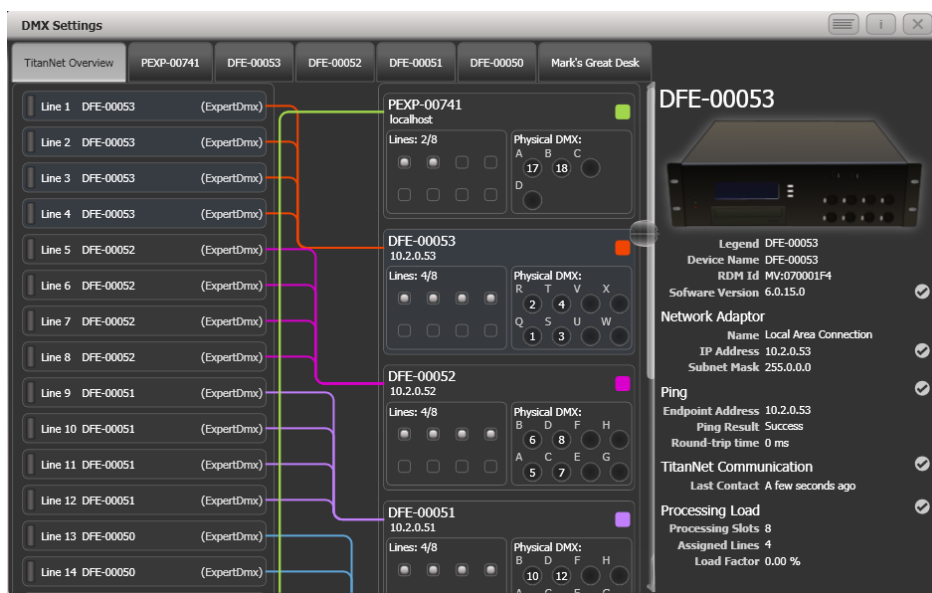 DMX Settings
i
TitanNet Overview
PEXP-00741
DFE-00053
DFE-00052
DFE-00051
DFE-00050
Mark's Great Desk
Line 1 DFE-00053 (ExpertDmx)
Line 2 DFE-00053 (ExpertDmx)
Line 3 DFE-00053 (ExpertDmx)
Line 4 DFE-00053 (ExpertDmx)
Line 5 DFE-00052 (ExpertDmx)
Line 6 DFE-00052 (ExpertDmx)
Line 7 DFE-00052 (ExpertDmx)
Line 8 DFE-00052 (ExpertDmx)
Line 9 DFE-00051 (ExpertDmx)
Line 10 DFE-00051 (ExpertDmx)
Line 11 DFE-00051 (ExpertDmx)
Line 12 DFE-00051 (ExpertDmx)
Line 13 DFE-00050 (ExpertDmx)
Line 14 DFE-00050 (ExpertDmx)
PEXP-00741
localhost
Lines: 2/8
Physical DMX:
A B C
17 18
D
DFE-00053
10.2.0.53
Lines: 4/8
Physical DMX:
R T V X
2 4
Q S U W
1 3
DFE-00052
10.2.0.52
Lines: 4/8
Physical DMX:
B D F H
6 8
A C E G
5 7
DFE-00051
10.2.0.51
Lines: 4/8
Physical DMX:
B D F H
10 12
A C E G
DFE-00053
Legend DFE-00053
Device Name DFE-00053
RDM Id MV:070001F4
Sofware Version 6.0.15.0
Network Adaptor
Name Local Area Connection
IP Address 10.2.0.53
Subnet Mask 255.0.0.0
Ping
Endpoint Address 10.2.0.53
Ping Result Success
Round-trip time 0 ms
TitanNet Communication
Last Contact A few seconds ago
Processing Load
Processing Slots 8
Assigned Lines 4
Load Factor 0.00 %